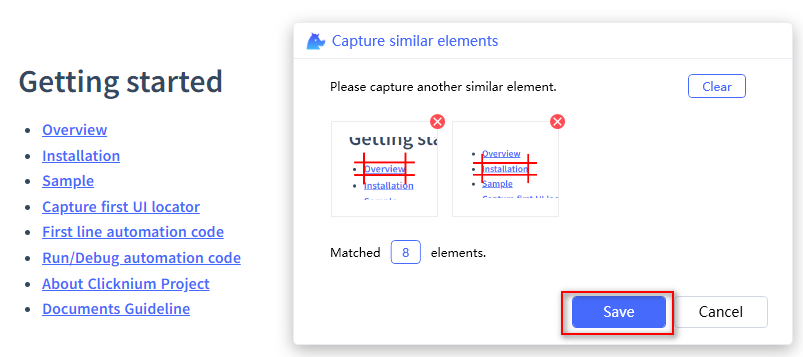 Getting started
Overview
Installation
Sample
Capture first UI locator
First line automation code
Run/Debug automation code
About Clicknium Project
Documents Guideline
Capture similar elements
Please capture another similar element.
Clear
Getting sta
Overview
Installation
Overview
Installation
Sample
Matched 8 elements.
Save
Cancel